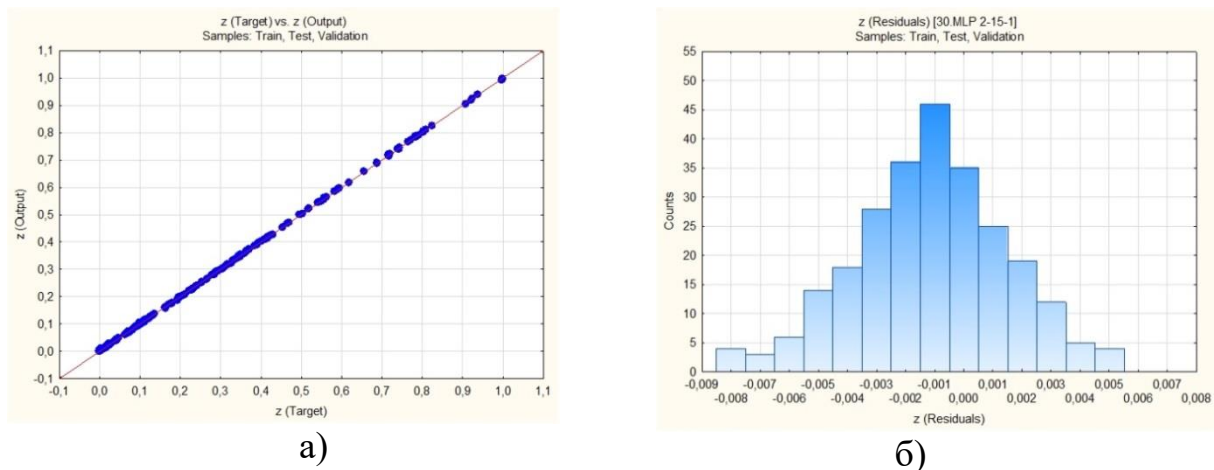 z (Target) vs. z (Output)
Samples: Train, Test, Validation
1,1
1,0
0,9
0,8
0,7
0,6
0,5
0,4
0,3
0,2
0,1
0,0
-0,1
z (Output)
-0,1 0,0 0,1 0,2 0,3 0,4 0,5 0,6 0,7 0,8 0,9 1,0 1,1
z (Target)
а)
z (Residuals) [30.MLP 2-15-1]
Samples: Train, Test, Validation
55
50
45
40
35
30
25
20
15
10
5
0
Counts
-0,009 -0,007 -0,005 -0,003 -0,001 0,001 0,003 0,005 0,007
-0,008 -0,006 -0,004 -0,002 0,000 0,002 0,004 0,006 0,008
z (Residuals)
б)